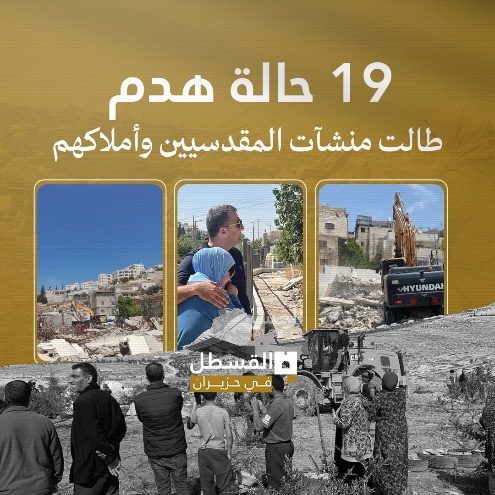 19 حالة هدم
طالت منشآت المقدسيين وأملاكهم
HYUNDAI
القسطل
في حزيران